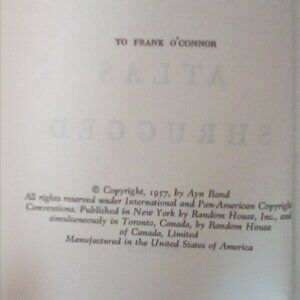 TO FRANK O'CONNOR
ATLAS
SHRUGGED
© Copyright, 1957, by Ayn Rand
All rights reserved under International and Pan-American Copyright
Conventions. Published in New York by Random House, Inc., and
simultaneously in Toronto, Canada, by Random House
of Canada, Limited
Manufactured in the United States of America